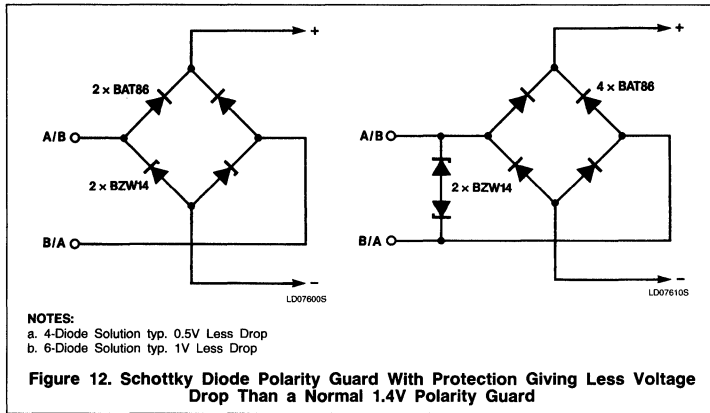 +
2 × BAT86
A/B
2 × BZW14
B/A
−
LD07600S
+
4 × BAT86
A/B
2 × BZW14
B/A
−
LD07610S
NOTES:
a. 4-Diode Solution typ. 0.5V Less Drop
b. 6-Diode Solution typ. 1V Less Drop
Figure 12. Schottky Diode Polarity Guard With Protection Giving Less Voltage
Drop Than a Normal 1.4V Polarity Guard